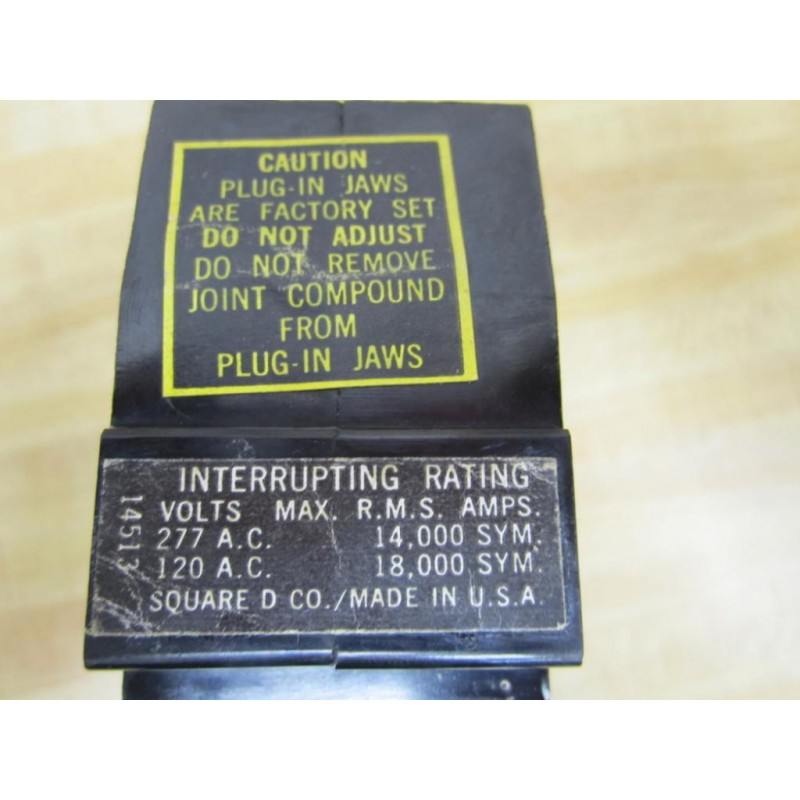 CAUTION
PLUG-IN JAWS
ARE FACTORY SET
DO NOT ADJUST
DO NOT REMOVE
JOINT COMPOUND
FROM
PLUG-IN JAWS
INTERRUPTING RATING
VOLTS MAX. R.M.S. AMPS.
277 A.C. 14,000 SYM.
120 A.C. 18,000 SYM.
SQUARE D CO./MADE IN U.S.A.
14513